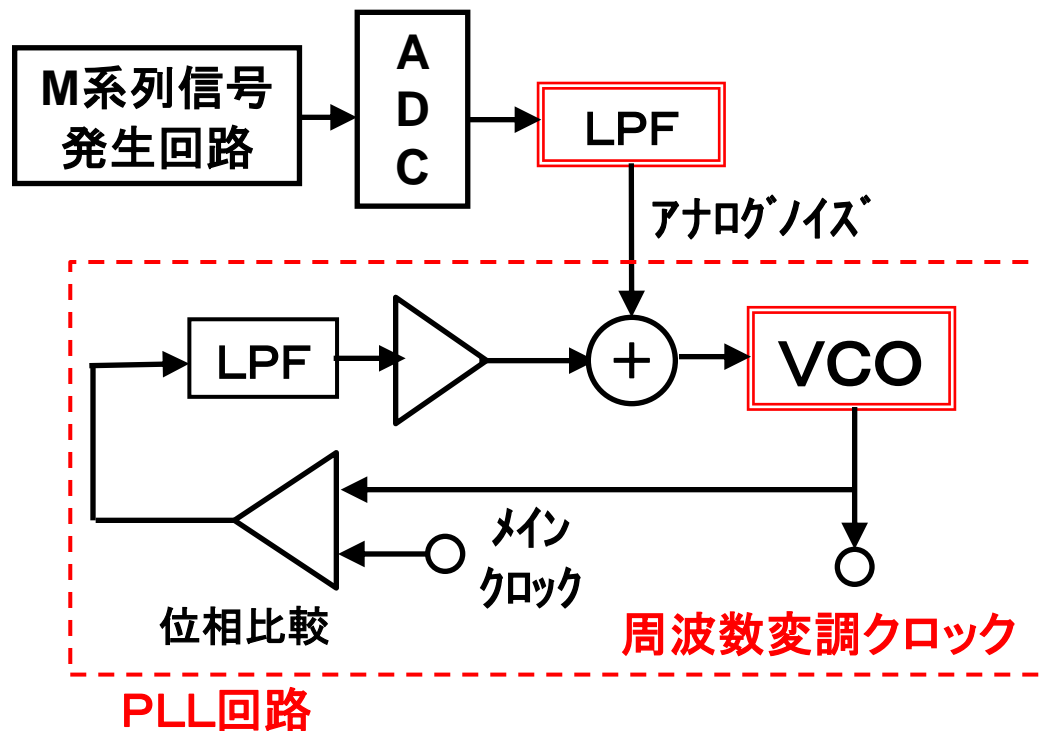 M系列信号
発生回路
A
D
C
LPF
アナログノイズ
LPF
+
VCO
メイン
クロック
位相比較
周波数変調クロック
PLL回路